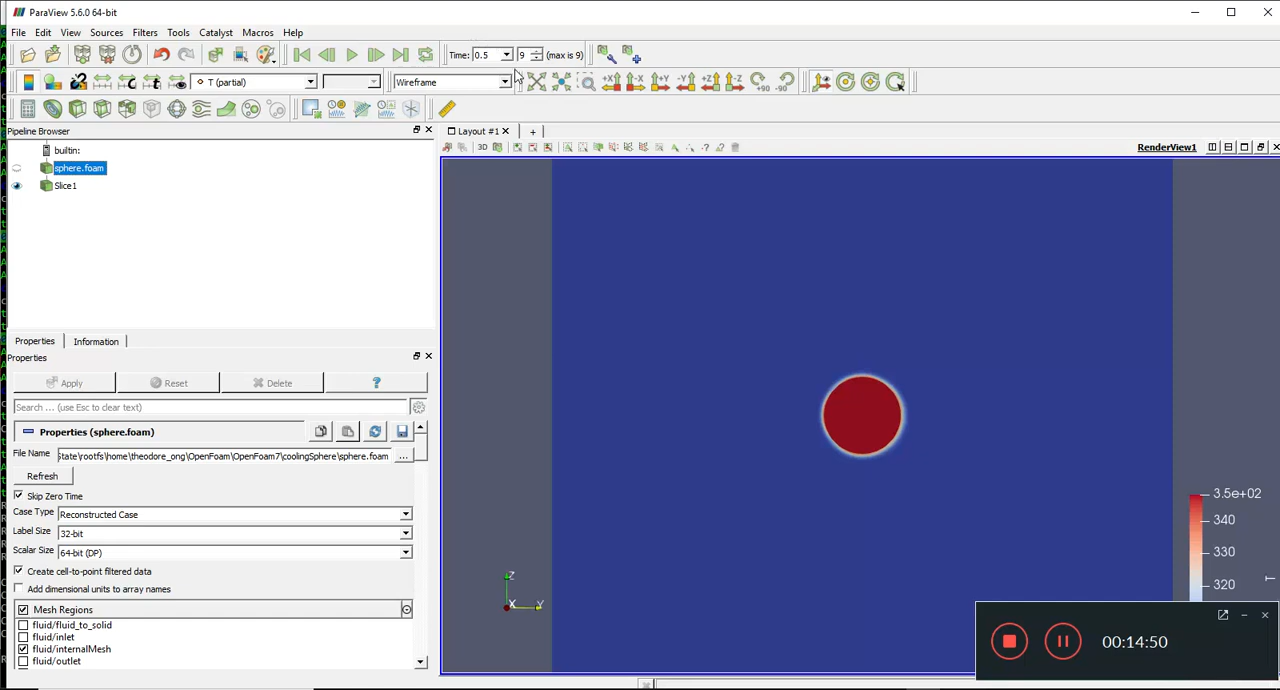 ParaView 5.6.0 64-bit
File Edit View Sources Filters Tools Catalyst Macros Help
Time: 0.5 9 (max is 9)
T (partial) Wireframe +X -X +Y -Y +Z -Z +90 -90
Pipeline Browser
Layout #1
3D
RenderView1
builtin:
sphere.foam
Slice1
Properties Information
Properties
Apply Reset Delete ?
Search ... (use Esc to clear text)
Properties (sphere.foam)
File Name State\rootfs\home\theodore_ong\OpenFoam\OpenFoam7\coolingSphere\sphere.foam ...
Refresh
Skip Zero Time
Case Type Reconstructed Case
Label Size 32-bit
Scalar Size 64-bit (DP)
Create cell-to-point filtered data
Add dimensional units to array names
Mesh Regions
fluid/fluid_to_solid
fluid/inlet
fluid/internalMesh
fluid/outlet
Z
X Y
3.5e+02
340
330
320
T
00:14:50